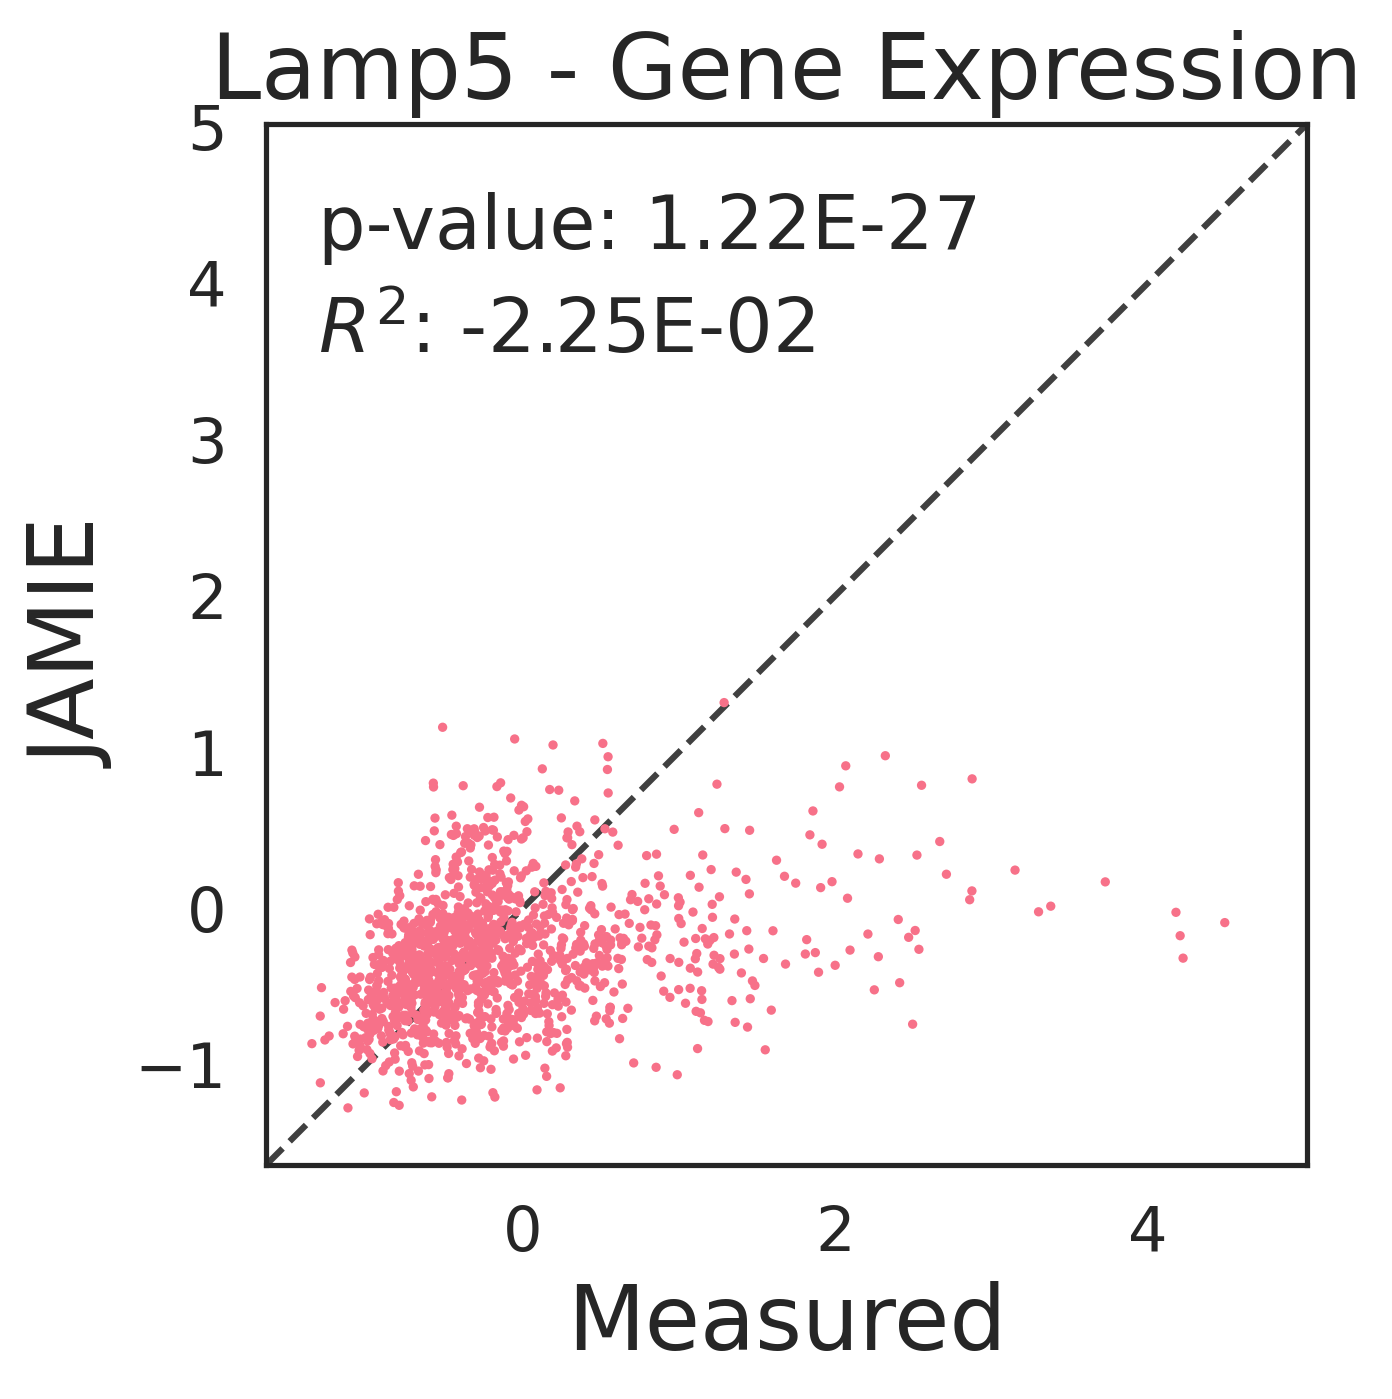 Lamp5 - Gene Expression
p-value: 1.22E-27
R²: -2.25E-02
5
4
3
2
1
0
−1
JAMIE
0 2 4
Measured